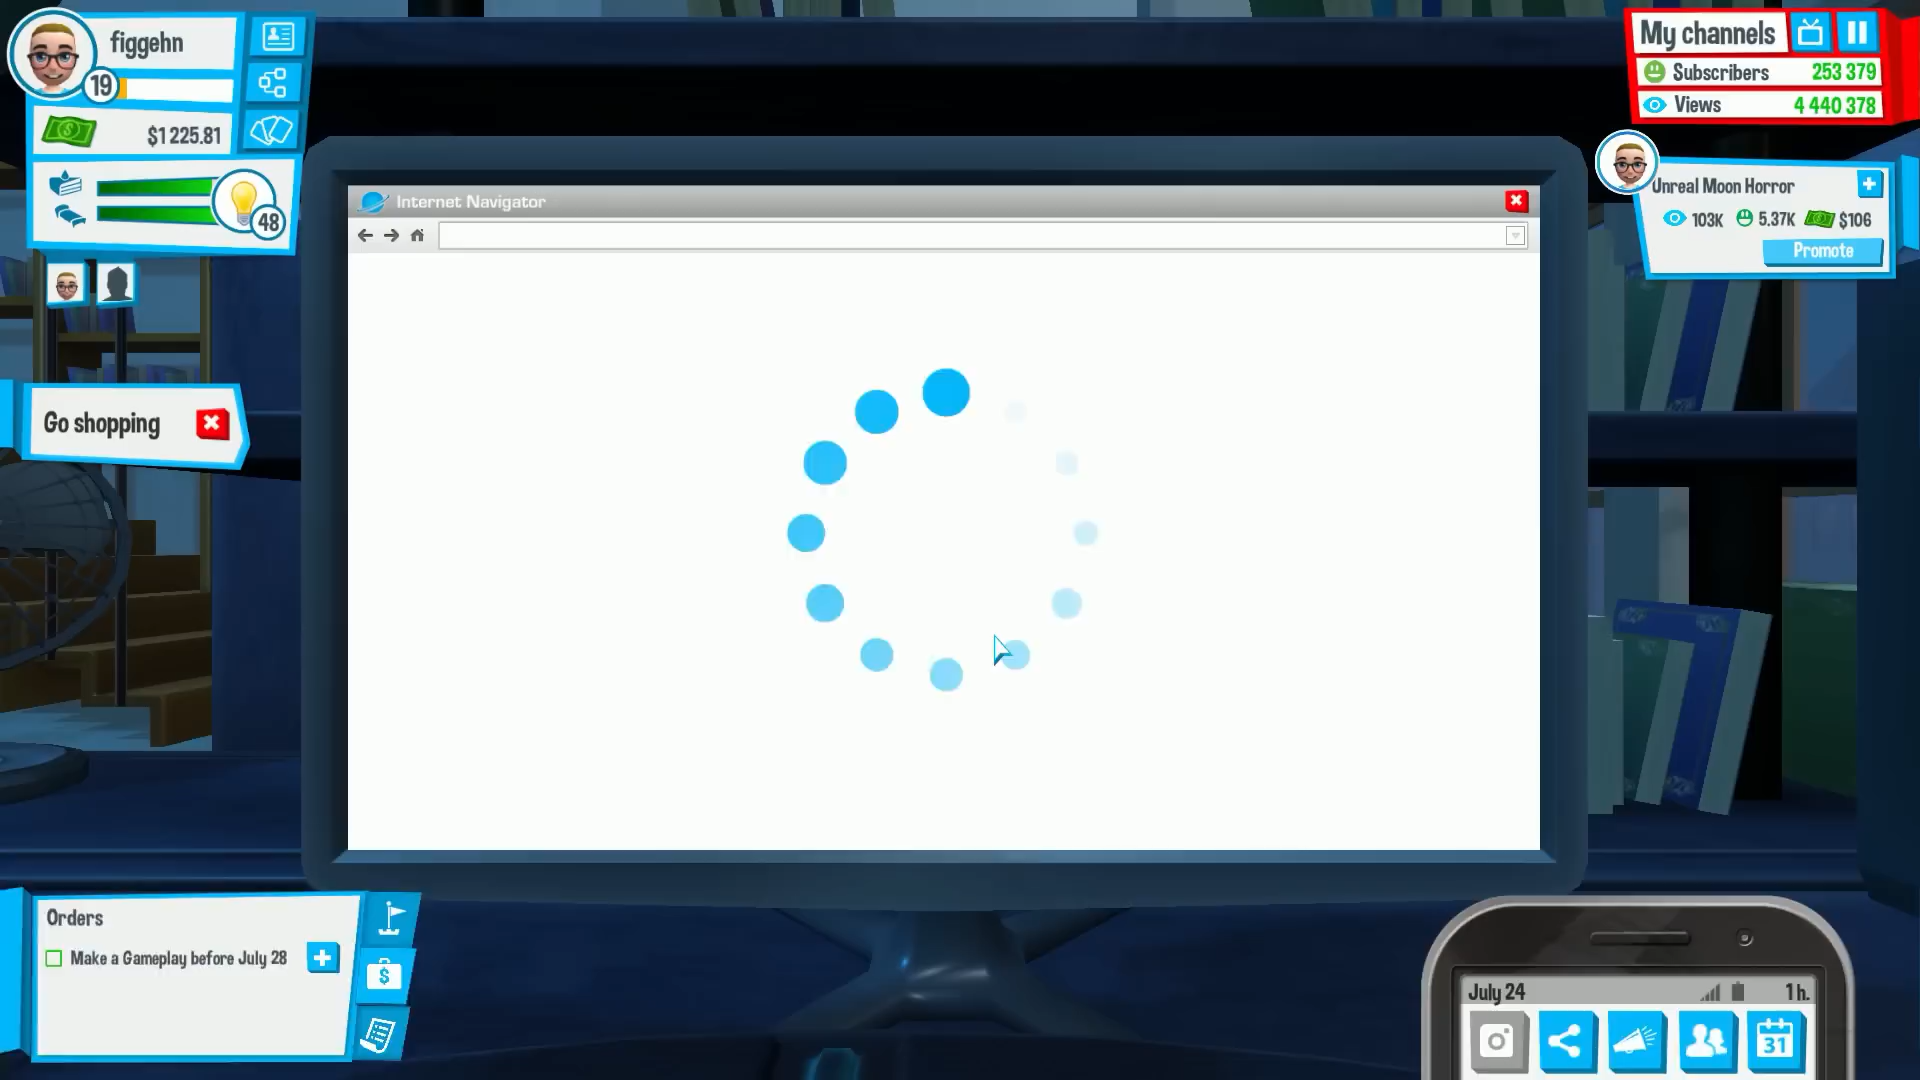 figgehn
19
$1 225.81
48
My channels
Subscribers 253 379
Views 4 440 378
Unreal Moon Horror
103K 5.37K $106
Promote
Internet Navigator
Go shopping
Orders
Make a Gameplay before July 28
July 24 1 h.
31